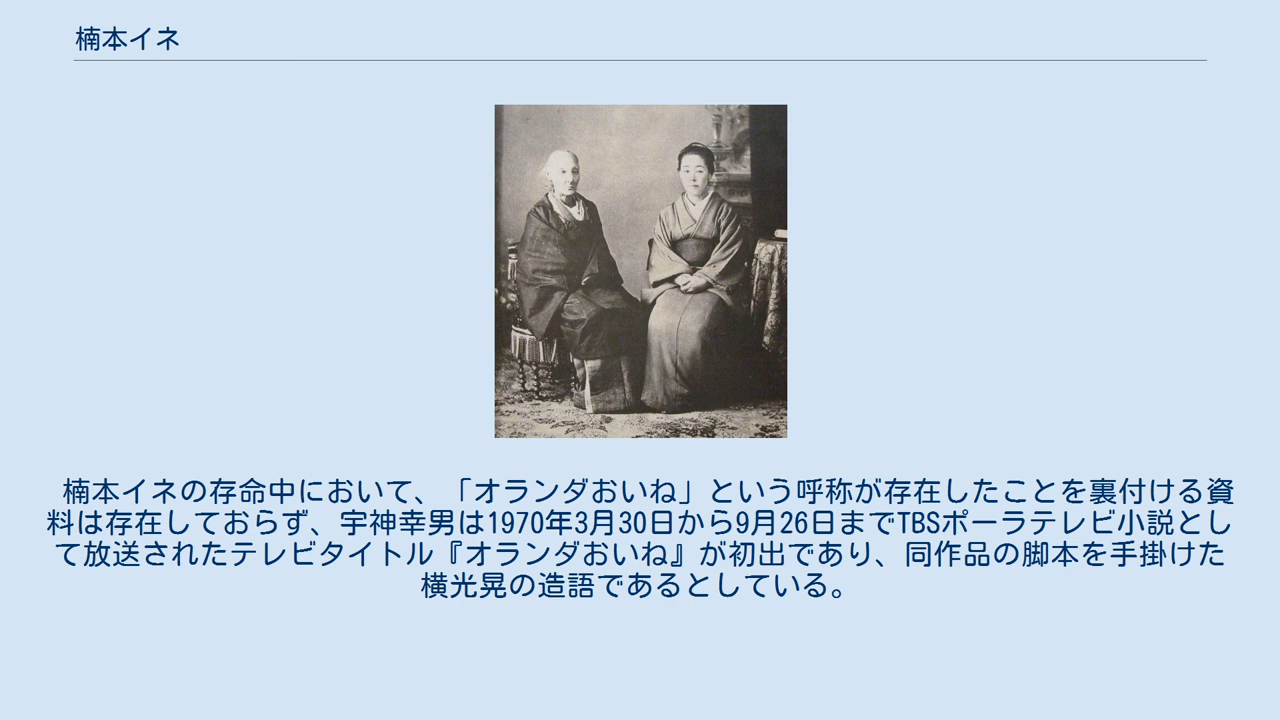 楠本イネ
楠本イネの存命中において、「オランダおいね」という呼称が存在したことを裏付ける資
料は存在しておらず、宇神幸男は1970年3月30日から9月26日までTBSポーラテレビ小説とし
て放送されたテレビタイトル『オランダおいね』が初出であり、同作品の脚本を手掛けた
横光晃の造語であるとしている。